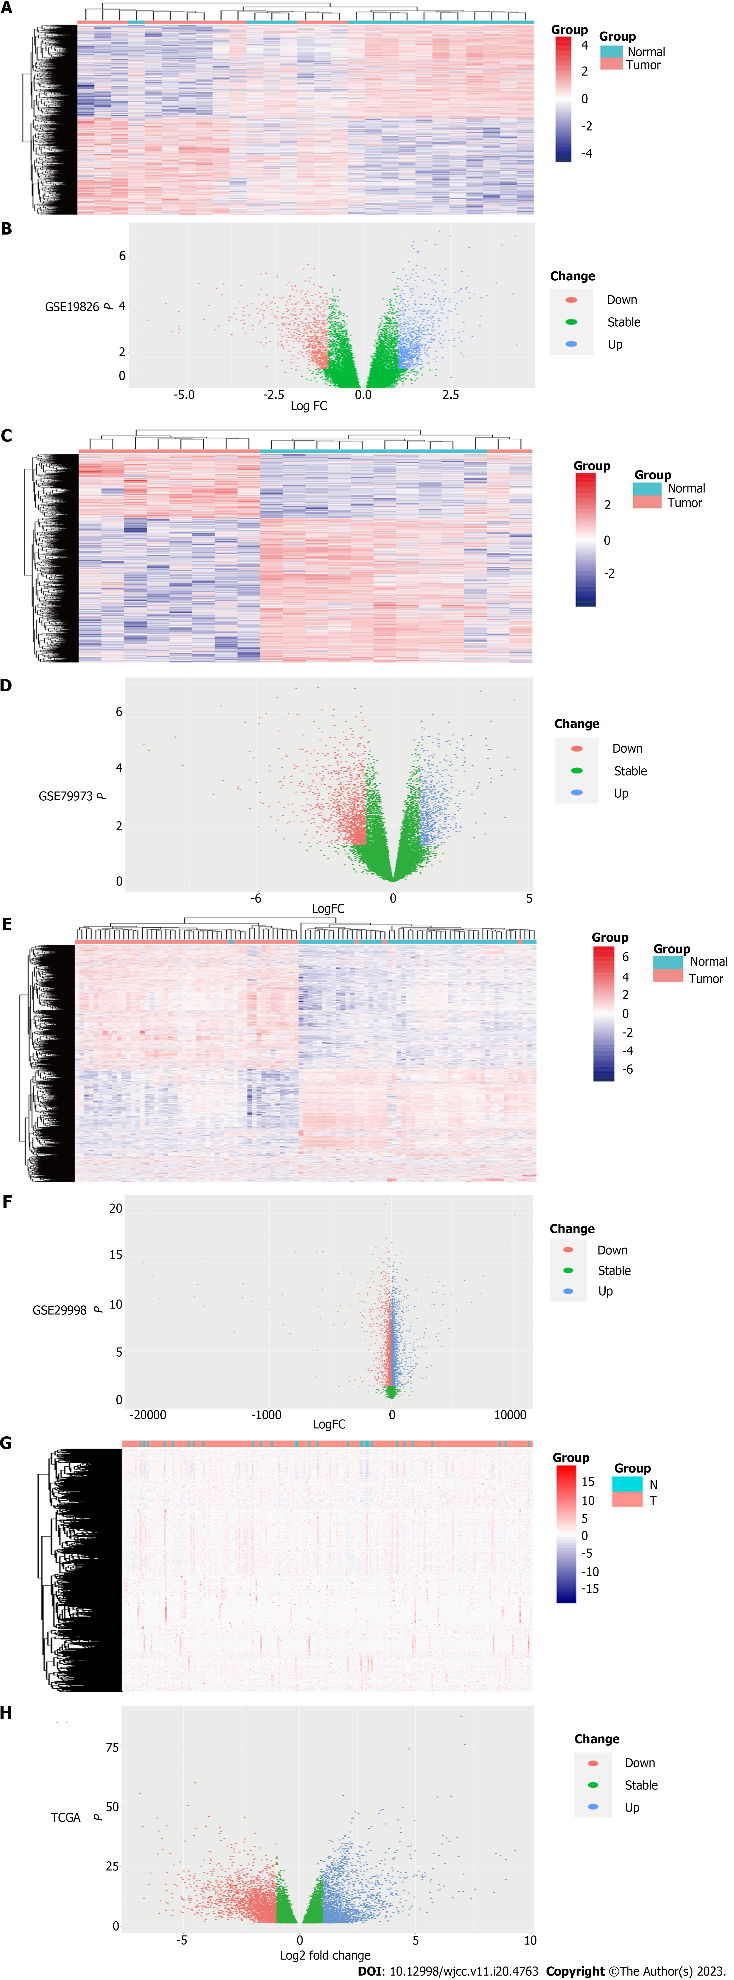 A
Group
4
2
0
-2
-4
Group
Normal
Tumor
B
6
4
2
0
GSE19826 P
-5.0 -2.5 0.0 2.5
Log FC
Change
Down
Stable
Up
C
Group
2
0
-2
Group
Normal
Tumor
D
6
4
2
0
GSE79973 P
-6 0 5
LogFC
Change
Down
Stable
Up
E
Group
6
4
2
0
-2
-4
-6
Group
Normal
Tumor
F
20
15
10
5
0
GSE29998 P
-20000 -1000 0 10000
LogFC
Change
Down
Stable
Up
G
Group
15
10
5
0
-5
-10
-15
Group
N
T
H
75
50
25
0
TCGA P
-5 0 5 10
Log2 fold change
Change
Down
Stable
Up
DOI: 10.12998/wjcc.v11.i20.4763 Copyright ©The Author(s) 2023.